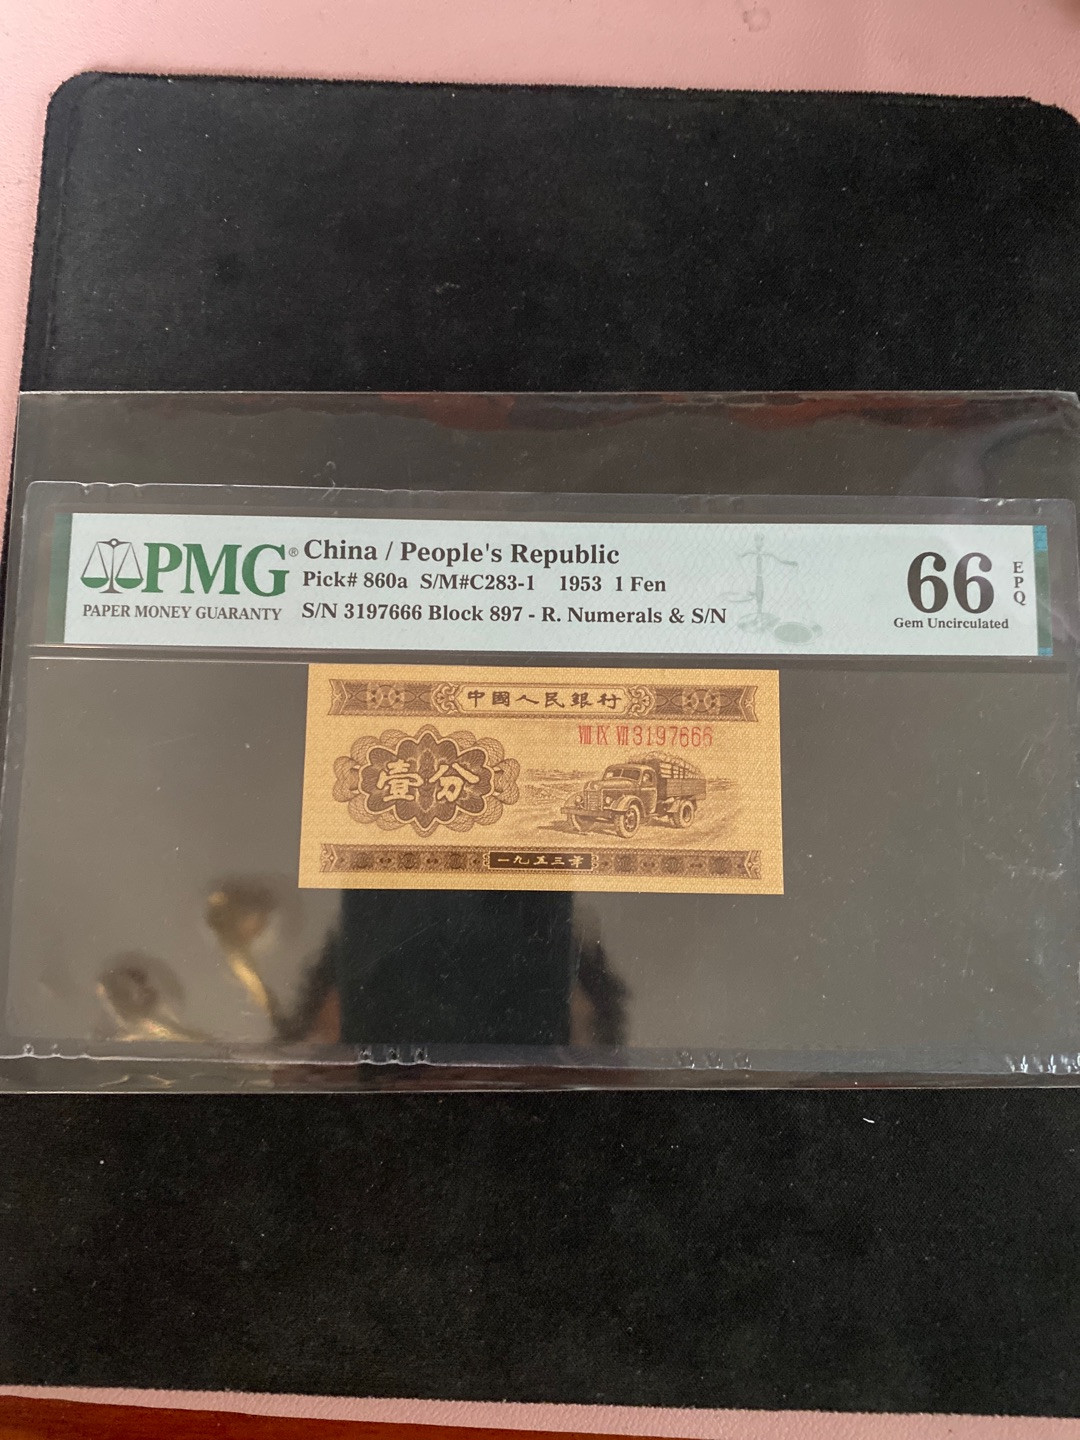 PMG® China / People's Republic
Pick# 860a S/M#C283-1 1953 1 Fen
PAPER MONEY GUARANTY S/N 3197666 Block 897 - R. Numerals & S/N
66 EPQ
Gem Uncirculated
中國人民銀行
VIII IX VII 3197666
壹分
一九五三年